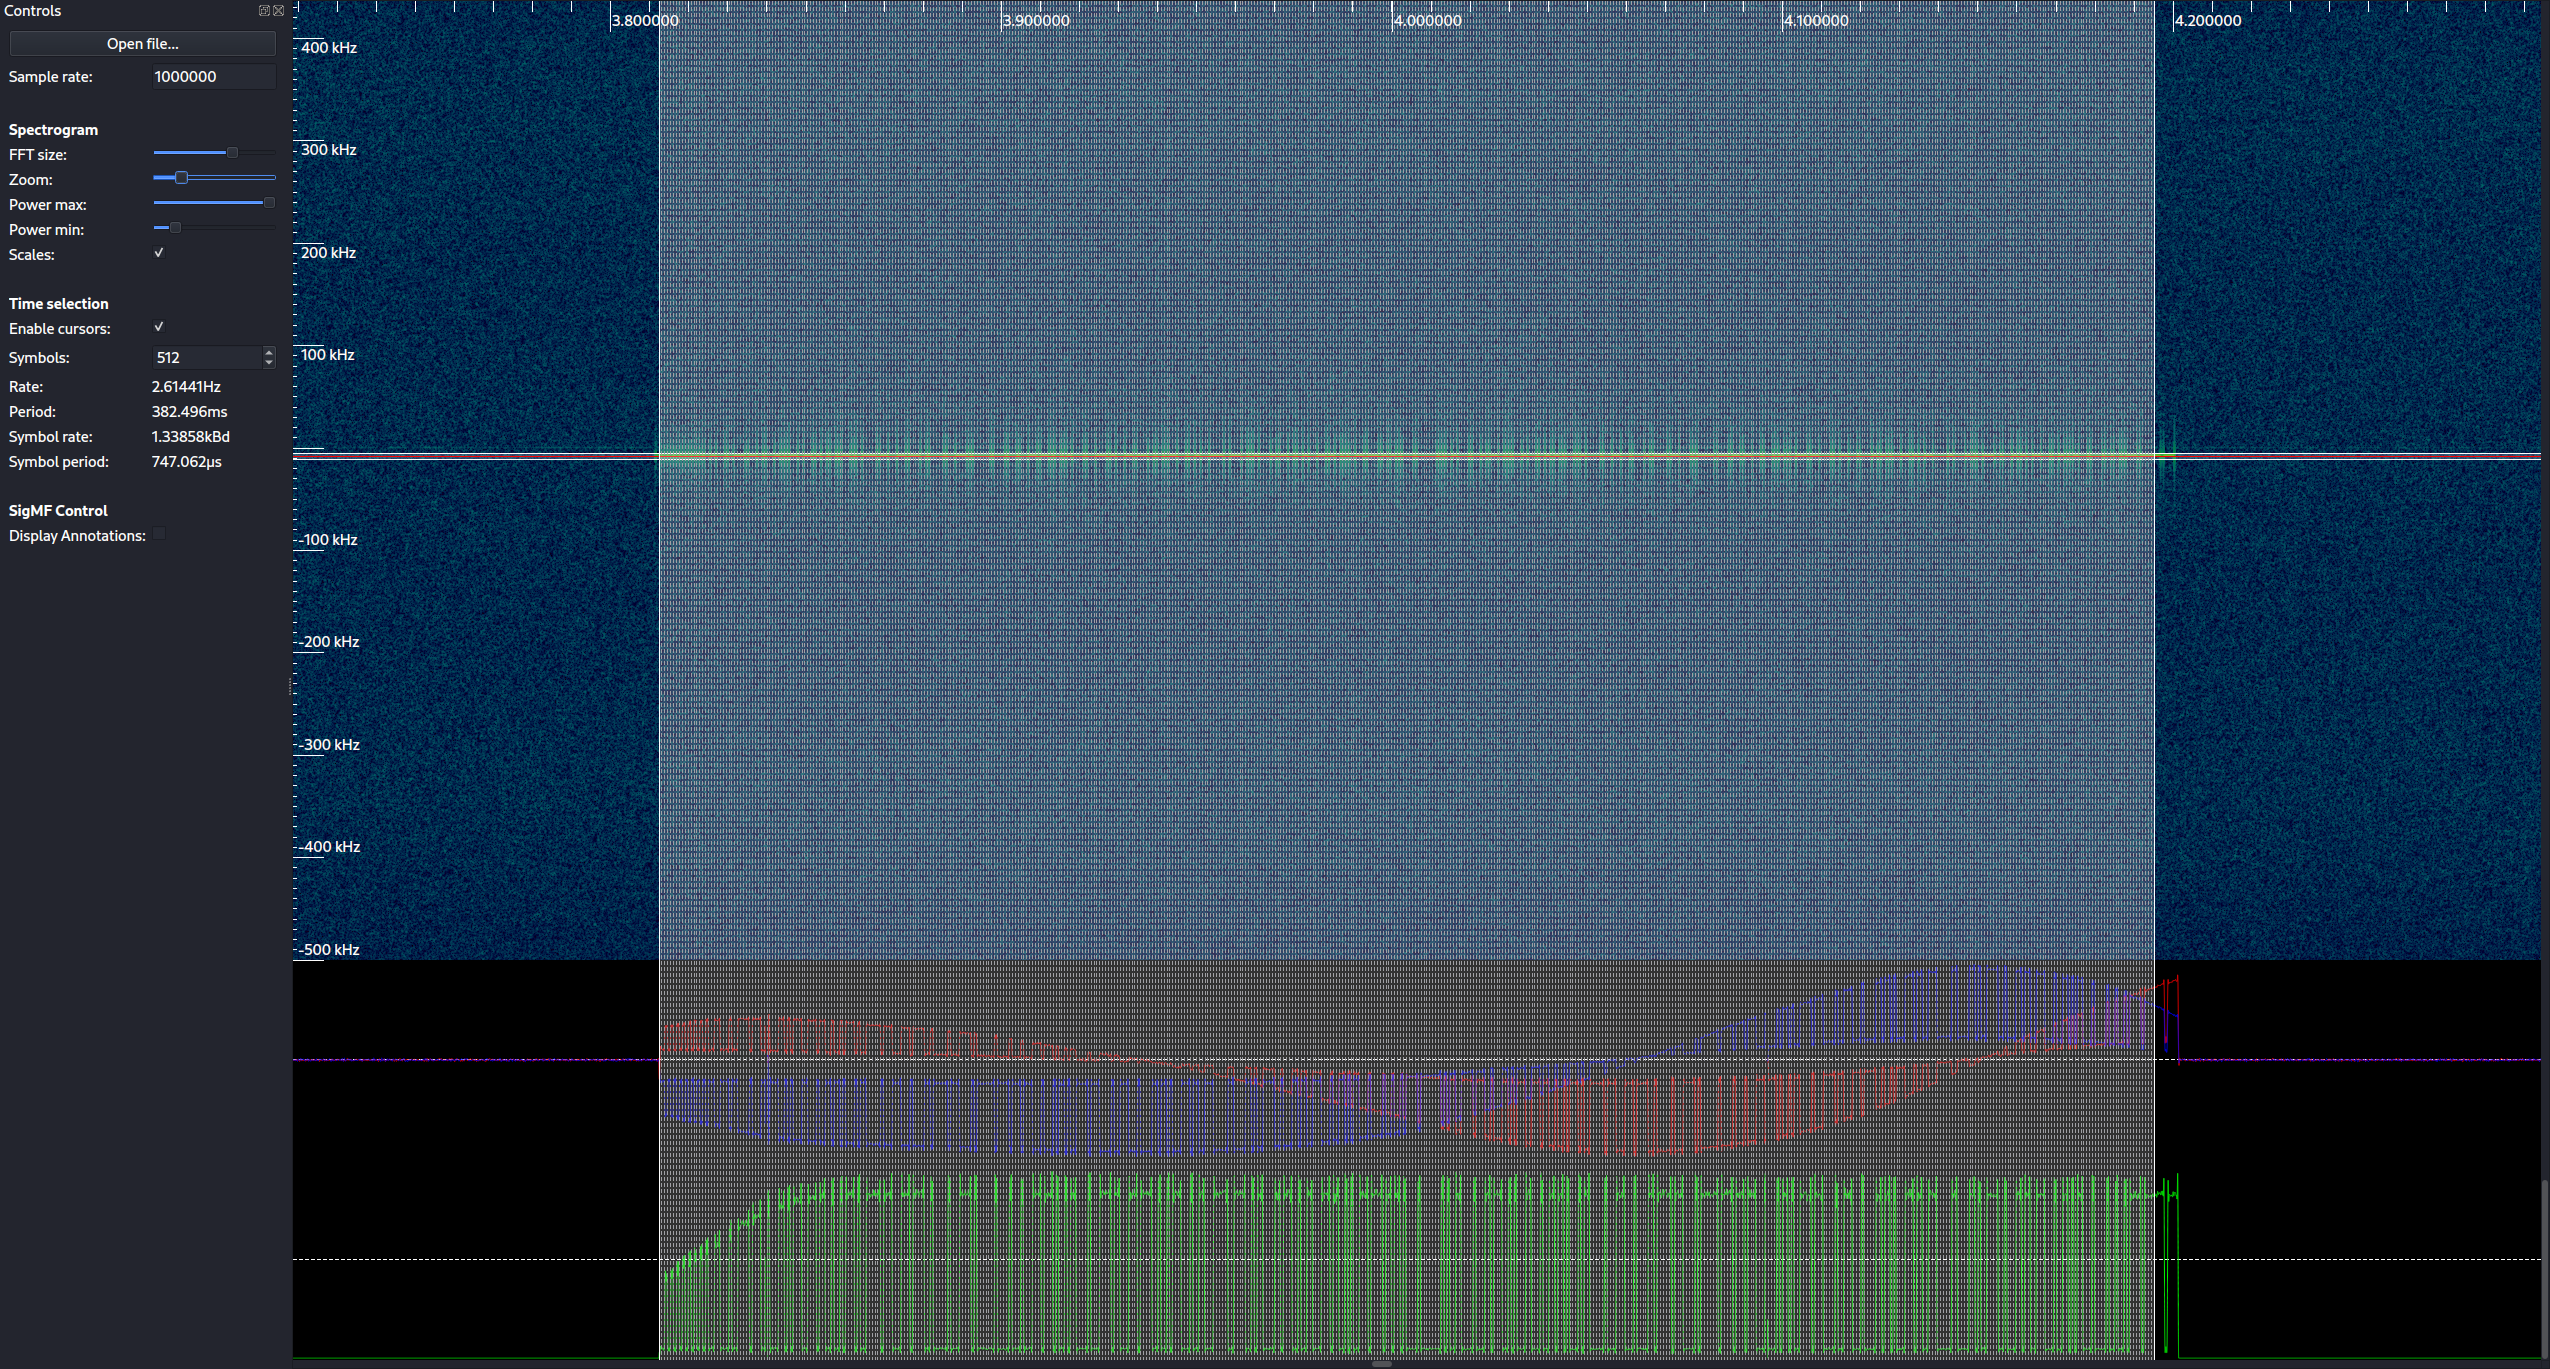 Controls
Open file...
Sample rate: 1000000
Spectrogram
FFT size:
Zoom:
Power max:
Power min:
Scales:
Time selection
Enable cursors:
Symbols: 512
Rate: 2.61441Hz
Period: 382.496ms
Symbol rate: 1.33858kBd
Symbol period: 747.062µs
SigMF Control
Display Annotations:
3.800000 3.900000 4.000000 4.100000 4.200000
400 kHz
300 kHz
200 kHz
100 kHz
-100 kHz
-200 kHz
-300 kHz
-400 kHz
-500 kHz